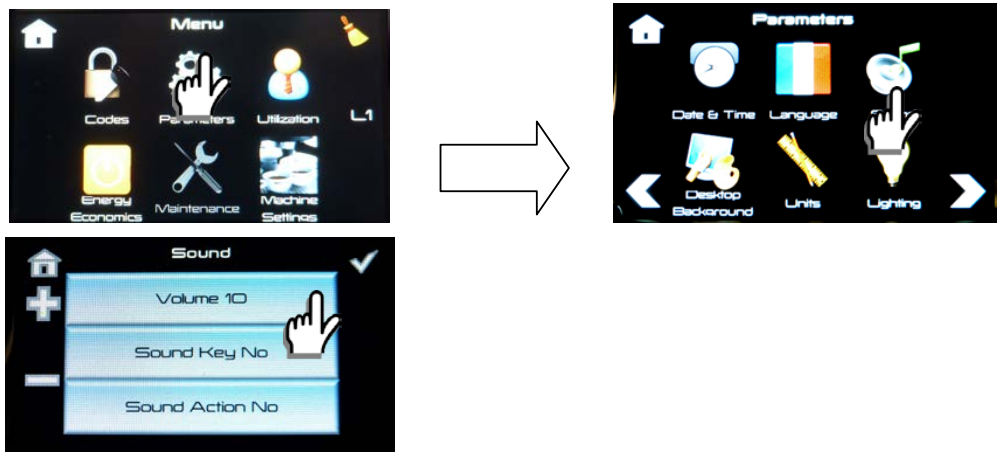 Menu
Codes
Parameters
Utilization
L1
Energy
Economics
Maintenance
Machine
Settings
Parameters
Date & Time
Language
Desktop
Background
Units
Lighting
Sound
Volume 10
Sound Key No
Sound Action No